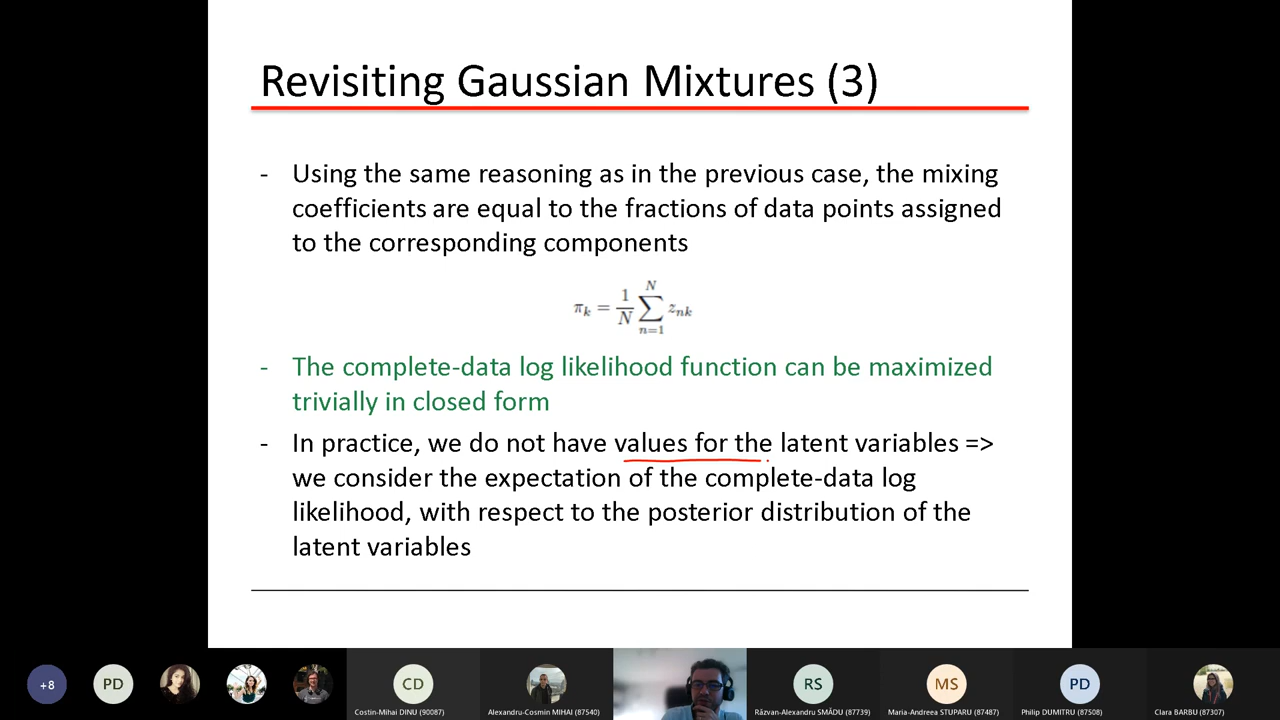 Revisiting Gaussian Mixtures (3)
- Using the same reasoning as in the previous case, the mixing
coefficients are equal to the fractions of data points assigned
to the corresponding components
πk = 1/N ∑_{n=1}^{N} znk
- The complete-data log likelihood function can be maximized
trivially in closed form
- In practice, we do not have values for the latent variables =>
we consider the expectation of the complete-data log
likelihood, with respect to the posterior distribution of the
latent variables
+8
PD
CD
RS
MS
PD
Costin-Mihai DINU (90087)
Alexandru-Cosmin MIHAI (87540)
Răzvan-Alexandru SMĂDU (87739)
Maria-Andreea STUPARU (87487)
Philip DUMITRU (87508)
Clara BARBU (87307)